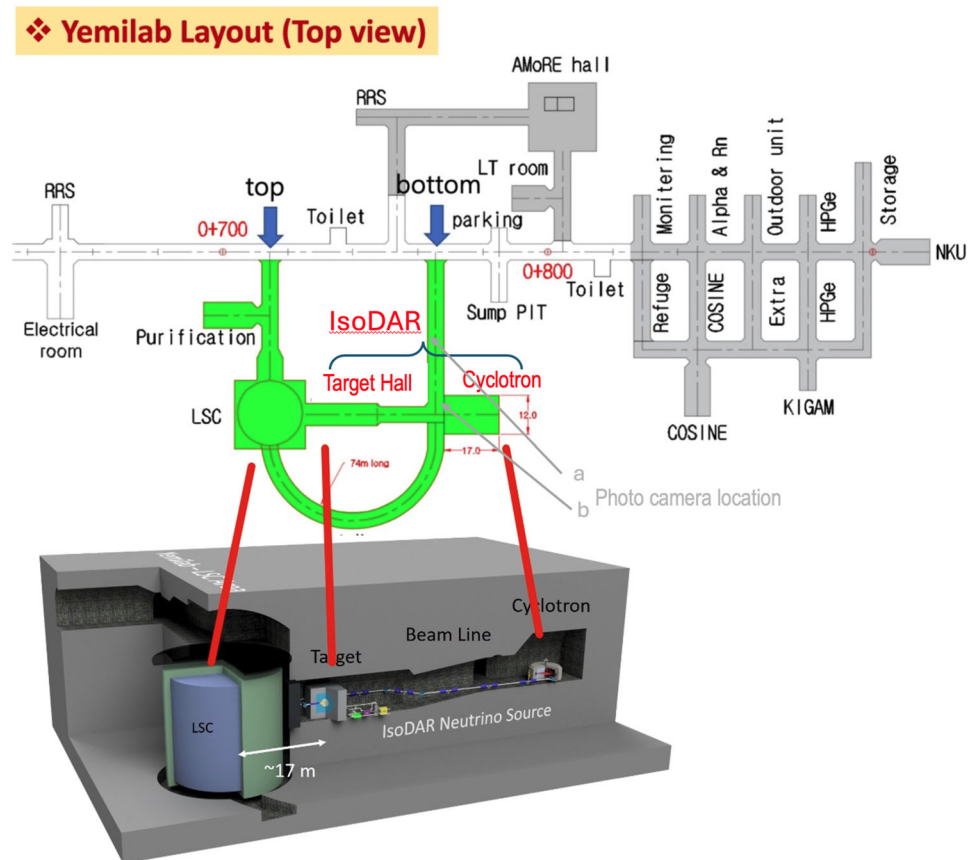 ❖ Yemilab Layout (Top view)
AMoRE hall
RRS
LT room
RRS
top
bottom
Toilet
parking
0+700
0+800
Monitering
Alpha & Rn
Outdoor unit
HPGe
Storage
NKU
Electrical
room
Purification
Sump PIT
Toilet
Refuge
COSINE
Extra
HPGe
IsoDAR
Target Hall
Cyclotron
LSC
12.0
17.0
COSINE
KIGAM
74m long
a
b
Photo camera location
Cyclotron
Beam Line
Target
LSC
IsoDAR Neutrino Source
~17 m